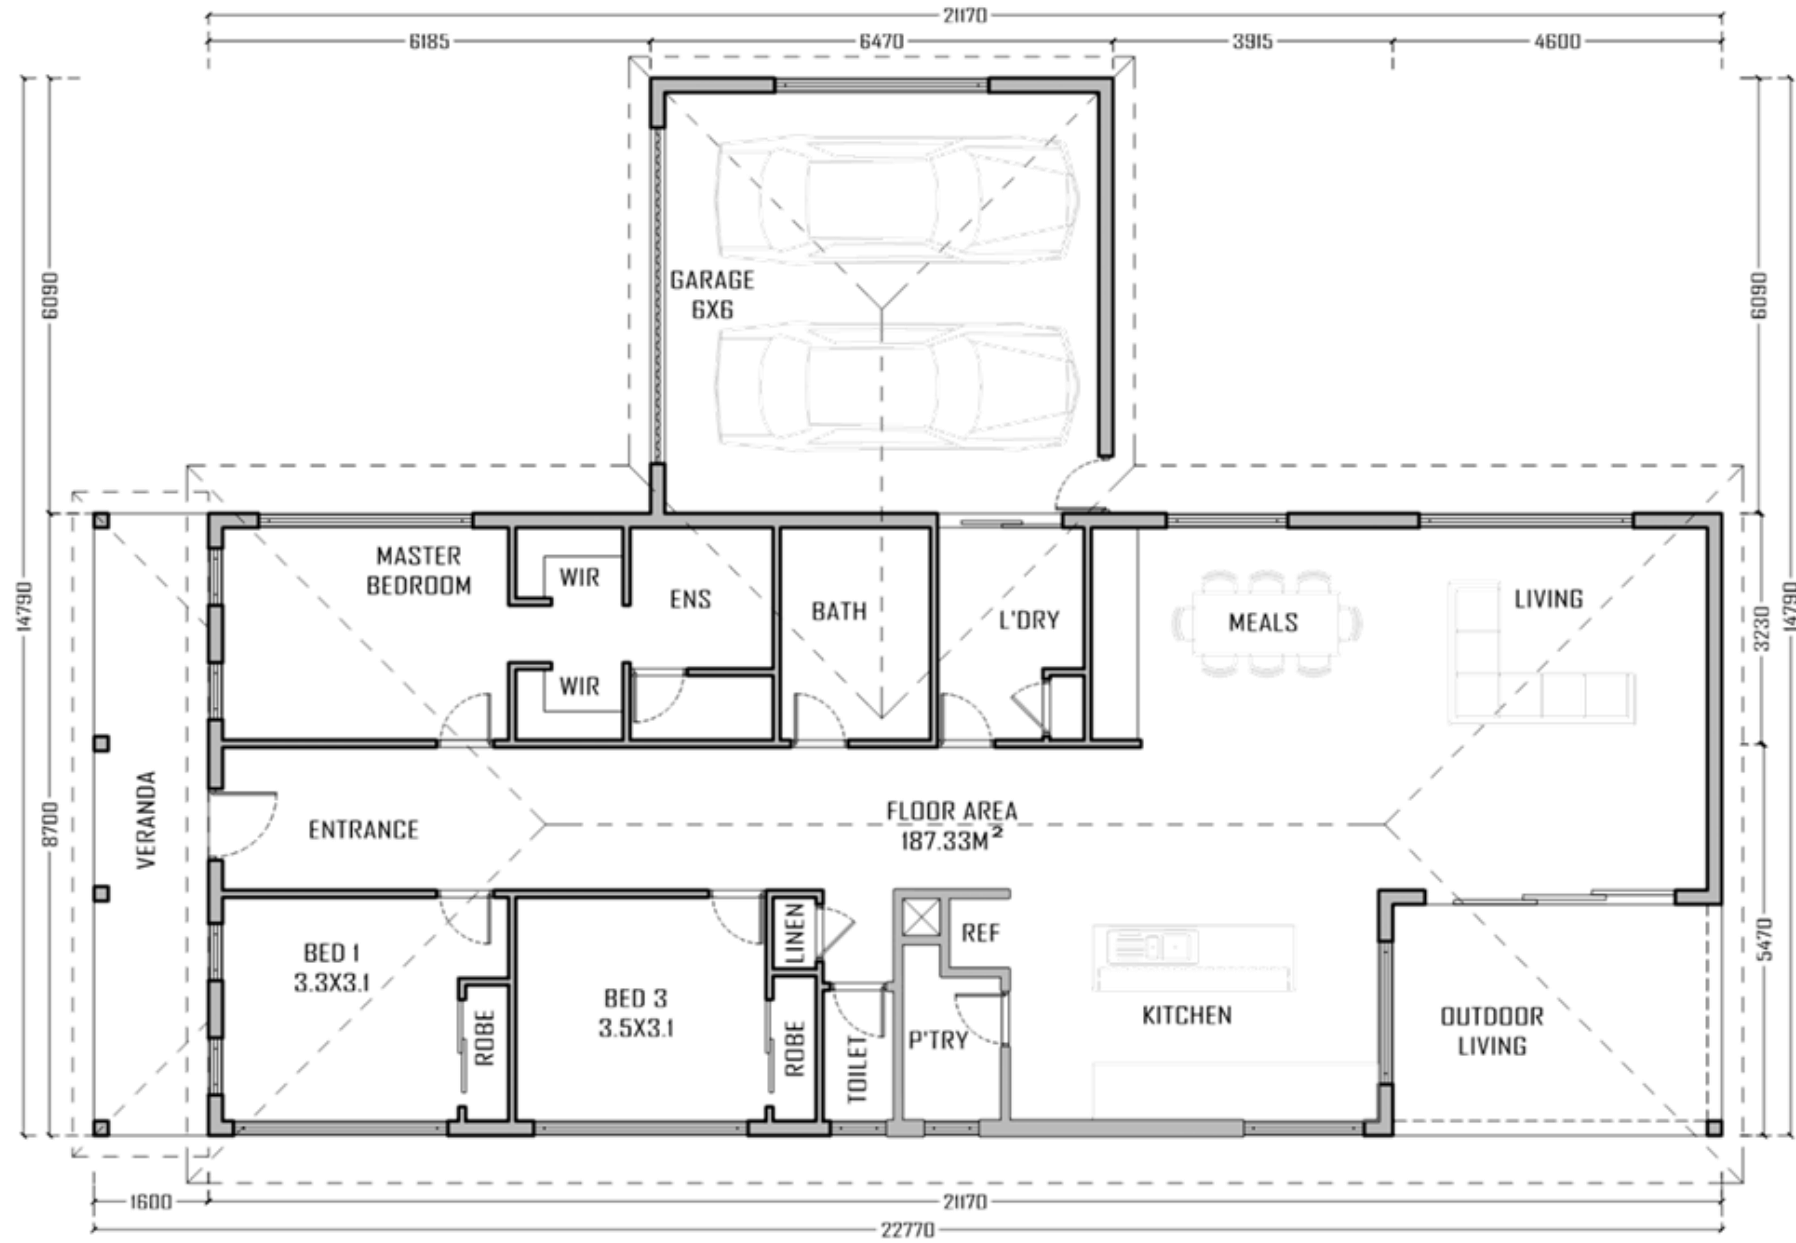 21170
6185
6470
3915
4600
GARAGE
6X6
6090
14790
8700
6090
3230
14790
5470
MASTER
BEDROOM
WIR
WIR
ENS
BATH
L'DRY
MEALS
LIVING
VERANDA
ENTRANCE
FLOOR AREA
187.33M²
BED 1
3.3X3.1
ROBE
BED 3
3.5X3.1
LINEN
ROBE
TOILET
REF
P'TRY
KITCHEN
OUTDOOR
LIVING
1600
21170
22770